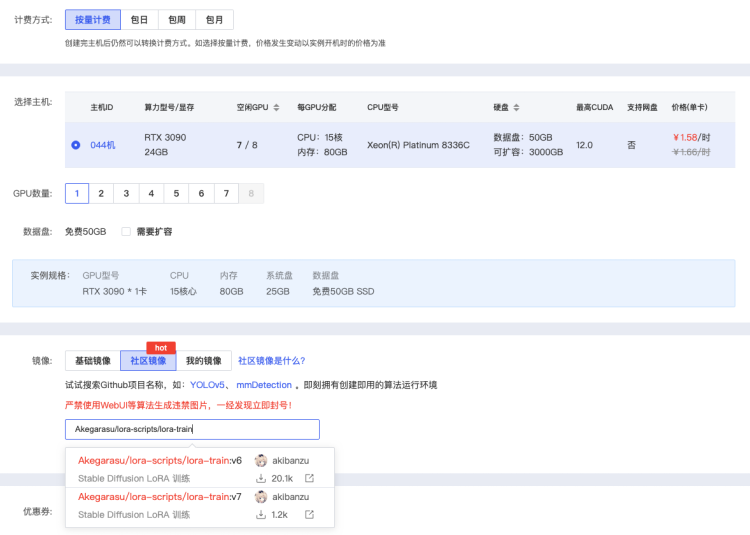 计费方式: 按量计费 包日 包周 包月
创建完主机后仍然可以转换计费方式。如选择按量计费，价格发生变动以实例开机时的价格为准
选择主机: 主机ID 算力型号/显存 空闲GPU 每GPU分配 CPU型号 硬盘 最高CUDA 支持网盘 价格(单卡)
044机 RTX 3090 7 / 8 CPU：15核 Xeon(R) Platinum 8336C 数据盘：50GB 12.0 否 ￥1.58/时
24GB 内存：80GB 可扩容：3000GB ￥1.66/时
GPU数量: 1 2 3 4 5 6 7 8
数据盘: 免费50GB 需要扩容
实例规格： GPU型号 CPU 内存 系统盘 数据盘
RTX 3090 * 1卡 15核心 80GB 25GB 免费50GB SSD
hot
镜像: 基础镜像 社区镜像 我的镜像 社区镜像是什么?
试试搜索Github项目名称，如：YOLOv5、 mmDetection 。即刻拥有创建即用的算法运行环境
严禁使用WebUI等算法生成违禁图片，一经发现立即封号！
Akegarasu/lora-scripts/lora-train
Akegarasu/lora-scripts/lora-train:v6 akibanzu
Stable Diffusion LoRA 训练 20.1k
Akegarasu/lora-scripts/lora-train:v7 akibanzu
优惠券:
Stable Diffusion LoRA 训练 1.2k